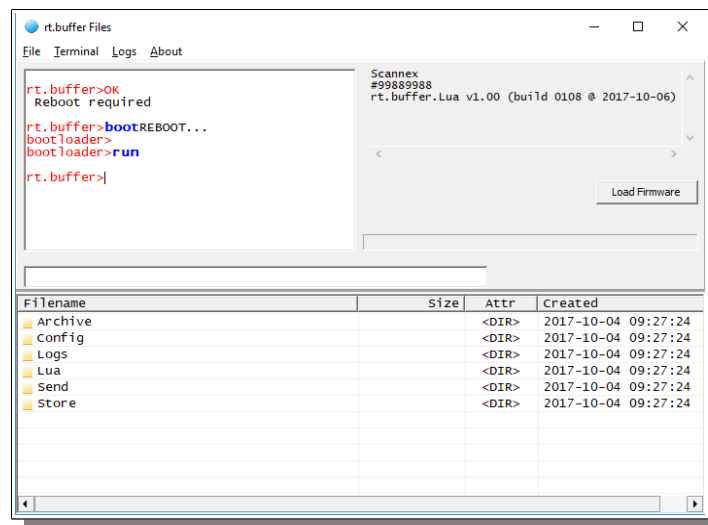 rt.buffer Files
File Terminal Logs About
rt.buffer>OK
Reboot required
rt.buffer>bootREBOOT...
bootloader>
bootloader>run
rt.buffer>
Scannex
#99889988
rt.buffer.Lua v1.00 (build 0108 @ 2017-10-06)
Load Firmware
Filename Size Attr Created
Archive <DIR> 2017-10-04 09:27:24
Config <DIR> 2017-10-04 09:27:24
Logs <DIR> 2017-10-04 09:27:24
Lua <DIR> 2017-10-04 09:27:24
Send <DIR> 2017-10-04 09:27:24
Store <DIR> 2017-10-04 09:27:24